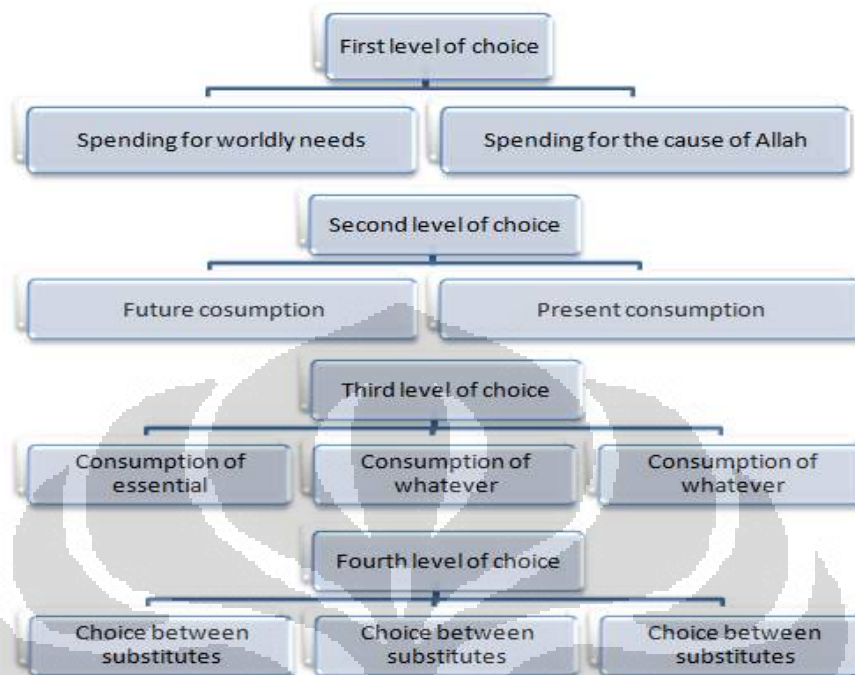 First level of choice
Spending for worldly needs
Spending for the cause of Allah
Second level of choice
Future cosumption
Present consumption
Third level of choice
Consumption of
essential
Consumption of
whatever
Consumption of
whatever
Fourth level of choice
Choice between
substitutes
Choice between
substitutes
Choice between
substitutes